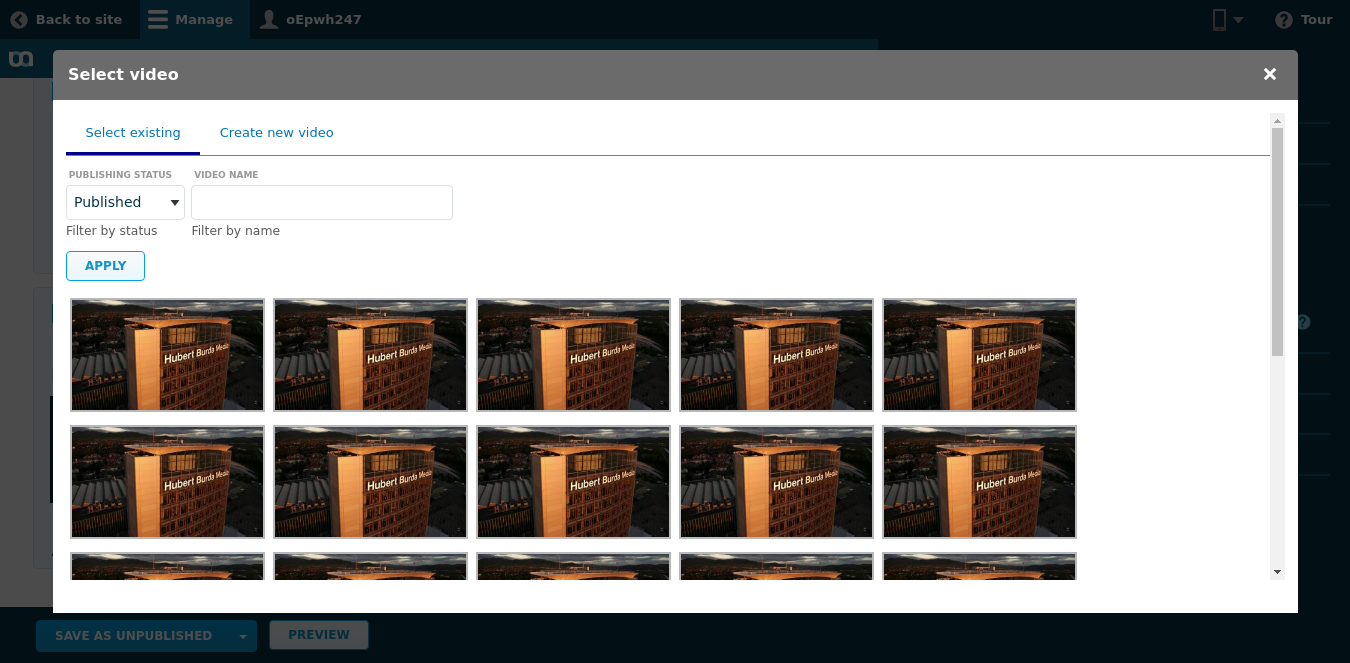 Back to site
Manage
oEpwh247
Tour
Select video
Select existing
Create new video
PUBLISHING STATUS
VIDEO NAME
Published
Filter by status
Filter by name
APPLY
Hubert Burda Media
Hubert Burda Media
Hubert Burda Media
Hubert Burda Media
Hubert Burda Media
Hubert Burda Media
Hubert Burda Media
Hubert Burda Media
Hubert Burda Media
Hubert Burda Media
SAVE AS UNPUBLISHED
PREVIEW